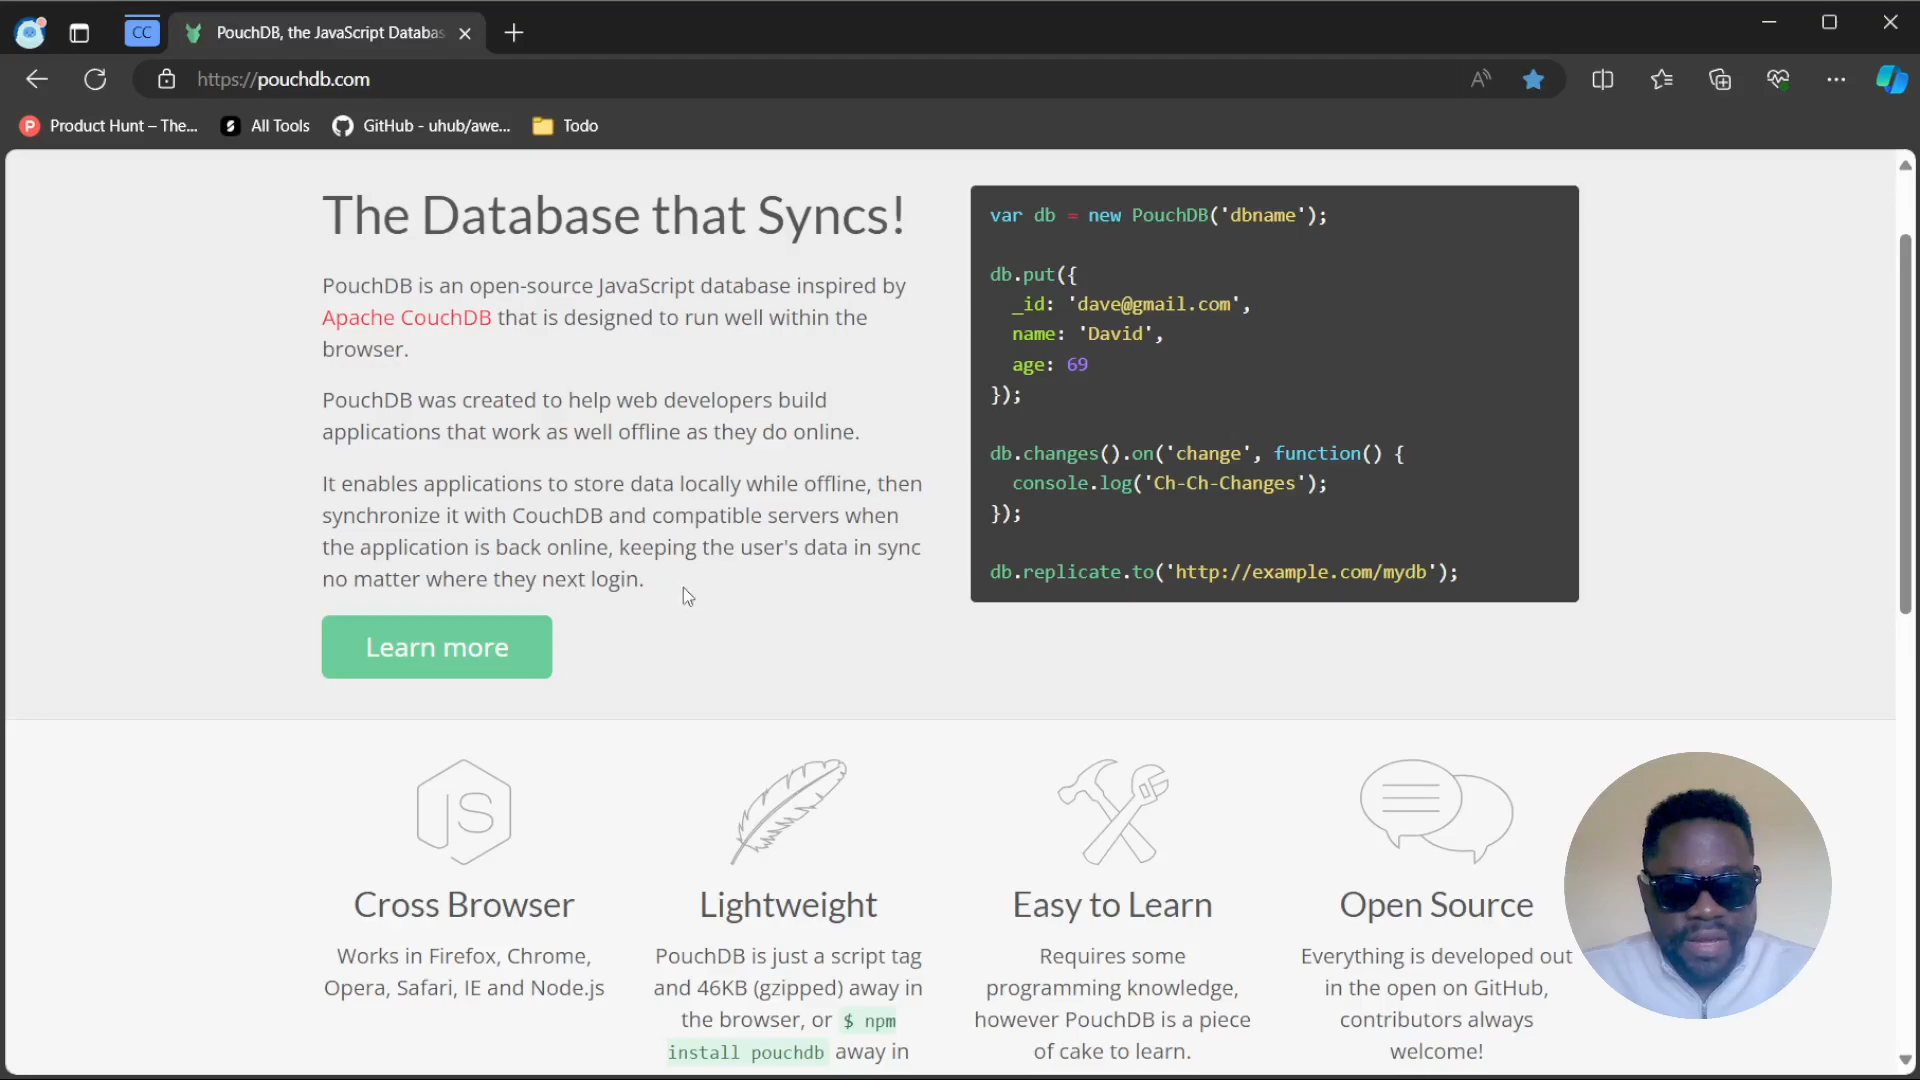 CC
PouchDB, the JavaScript Databas
https://pouchdb.com
Product Hunt – The...
All Tools
GitHub - uhub/awe...
Todo
The Database that Syncs!
PouchDB is an open-source JavaScript database inspired by
Apache CouchDB that is designed to run well within the
browser.
PouchDB was created to help web developers build
applications that work as well offline as they do online.
It enables applications to store data locally while offline, then
synchronize it with CouchDB and compatible servers when
the application is back online, keeping the user's data in sync
no matter where they next login.
Learn more
var db = new PouchDB('dbname');
db.put({
_id: 'dave@gmail.com',
name: 'David',
age: 69
});
db.changes().on('change', function() {
console.log('Ch-Ch-Changes');
});
db.replicate.to('http://example.com/mydb');
JS
Cross Browser
Works in Firefox, Chrome,
Opera, Safari, IE and Node.js
Lightweight
PouchDB is just a script tag
and 46KB (gzipped) away in
the browser, or $ npm
install pouchdb away in
Easy to Learn
Requires some
programming knowledge,
however PouchDB is a piece
of cake to learn.
Open Source
Everything is developed out
in the open on GitHub,
contributors always
welcome!